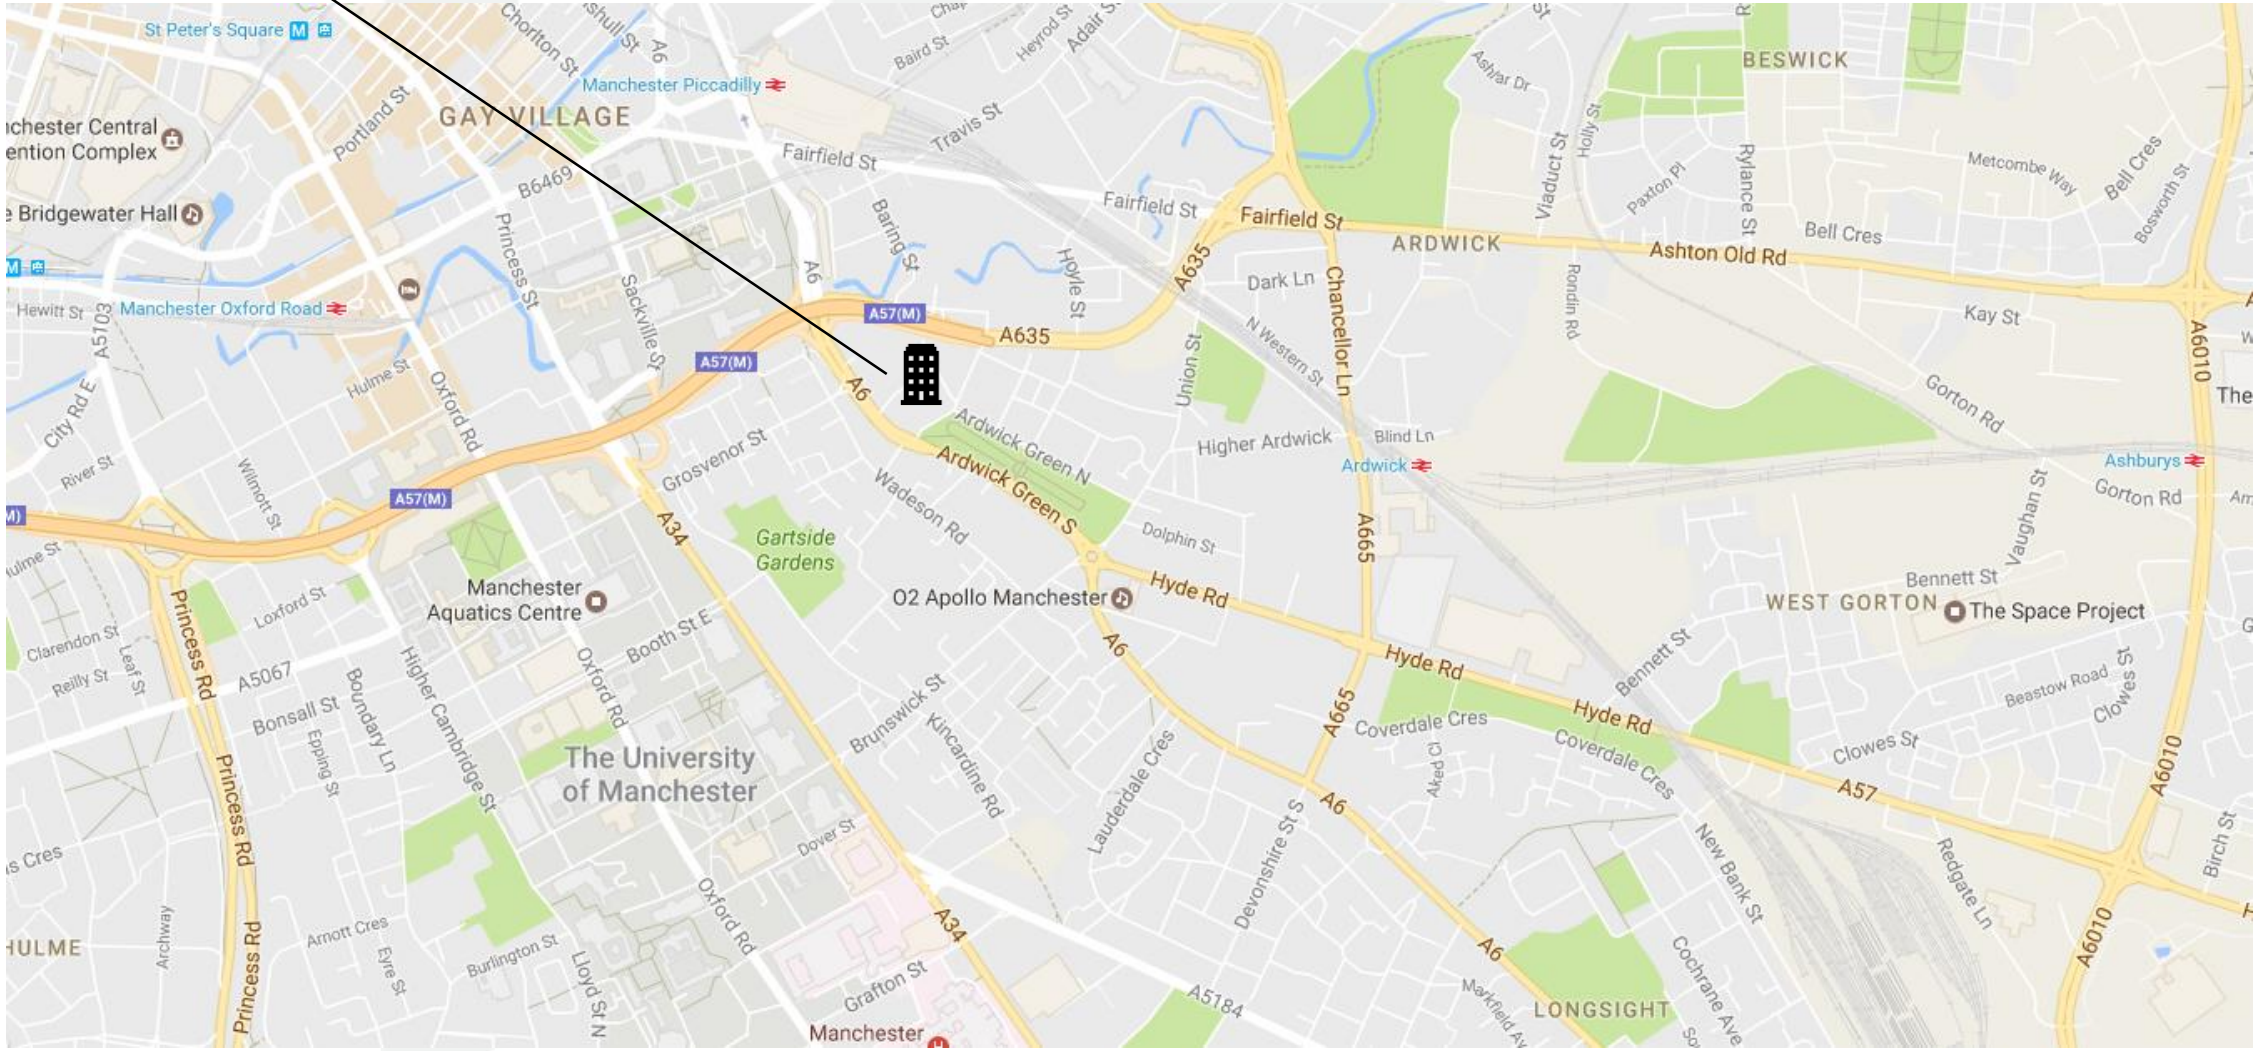 St Peter's Square
Chorlton St
A6
Baird St
Heyrod St
BESWICK
Ashrar Dr
Manchester Piccadilly
Portland St
GAY VILLAGE
Travis St
Holly St
Viaduct St
Rylance St
Metcombe Way
Bell Cres
Bosworth St
nchester Central
ention Complex
Fairfield St
B6469
Paxton Pl
e Bridgewater Hall
Princess St
Baring St
Fairfield St
Fairfield St
ARDWICK
Bell Cres
Ashton Old Rd
M
A6
Hoyle St
A635
Dark Ln
Chancellor Ln
Rondin Rd
Hewitt St
A5103
Manchester Oxford Road
Sackville St
A57(M)
A635
Union St
N Western St
Kay St
A6010
A57(M)
Hulme St
Oxford Rd
A6
City Rd E
Gorton Rd
The
Ardwick Green N
Higher Ardwick
Blind Ln
Ardwick
Ashburys
River St
Wilmott St
Grosvenor St
Ardwick Green S
A57(M)
Wadeson Rd
Vaughan St
Gorton Rd
A34
Gartside
Gardens
Dolphin St
A665
Manchester
Aquatics Centre
Loxford St
O2 Apollo Manchester
Hyde Rd
Bennett St
WEST GORTON
The Space Project
Princess Rd
Clarendon St
Leaf St
Reilly St
A5067
Booth St E
Oxford Rd
A6
Hyde Rd
Bennett St
Beastow Road
Clowes St
Bonsall St
Boundary Ln
Higher Cambridge St
Epping St
Brunswick St
Kincardine Rd
A665
Coverdale Cres
Hyde Rd
Coverdale Cres
Clowes St
The University
of Manchester
Princess Rd
Lauderdale Cres
Aked Cl
A6
A57
A6010
Dover St
Devonshire St S
New Bank St
Redgate Ln
Birch St
Oxford Rd
A34
HULME
Archway
Arnott Cres
Eyre St
Burlington St
Lloyd St N
Princess Rd
Grafton St
A5184
A6
LONGSIGHT
Cochrane Ave
A6010
Manchester